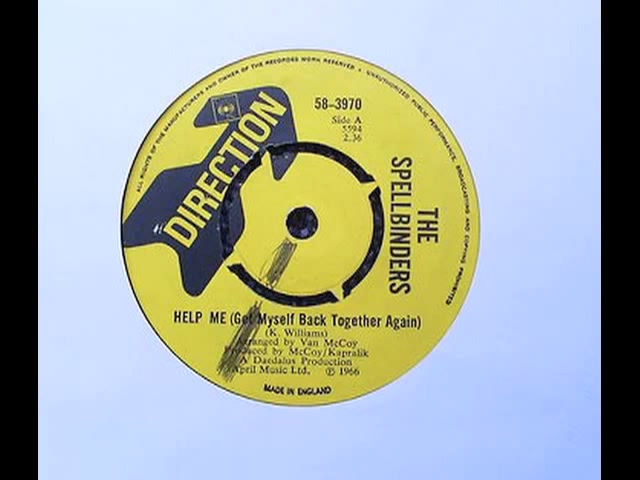 ALL RIGHTS OF THE MANUFACTURERS AND OWNER OF THE RECORDED WORK RESERVED • UNAUTHORIZED PUBLIC PERFORMANCE, BROADCASTING AND COPYING PROHIBITED
DIRECTION
58-3970
Side A
5594
2.36
THE
SPELLBINDERS
HELP ME (Get Myself Back Together Again)
(K. Williams)
Arranged by Van McCoy
Produced by McCoy/Kapralik
A Daedalus Production
April Music Ltd. ℗ 1966
MADE IN ENGLAND